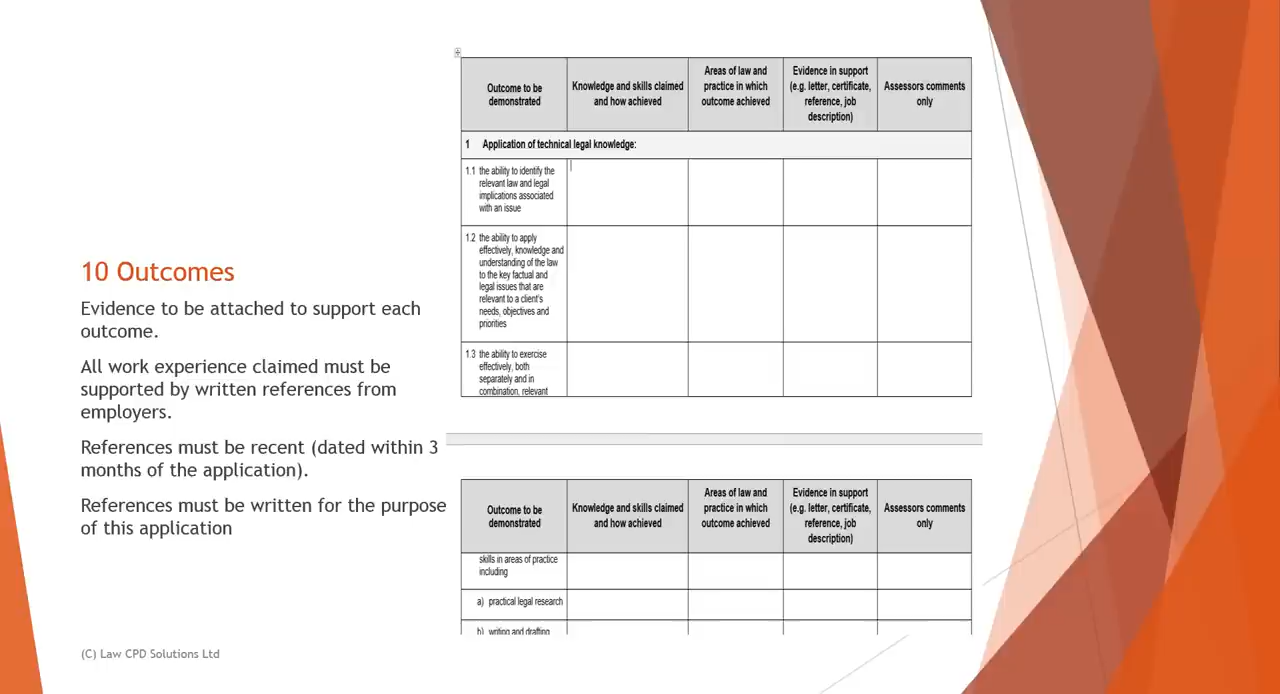 10 Outcomes
Evidence to be attached to support each
outcome.
All work experience claimed must be
supported by written references from
employers.
References must be recent (dated within 3
months of the application).
References must be written for the purpose
of this application
Outcome to be
demonstrated
Knowledge and skills claimed
and how achieved
Areas of law and
practice in which
outcome achieved
Evidence in support
(e.g. letter, certificate,
reference, job
description)
Assessors comments
only
1 Application of technical legal knowledge:
1.1 the ability to identify the
relevant law and legal
implications associated
with an issue
1.2 the ability to apply
effectively, knowledge and
understanding of the law
to the key factual and
legal issues that are
relevant to a client's
needs, objectives and
priorities
1.3 the ability to exercise
effectively, both
separately and in
combination, relevant
Outcome to be
demonstrated
Knowledge and skills claimed
and how achieved
Areas of law and
practice in which
outcome achieved
Evidence in support
(e.g. letter, certificate,
reference, job
description)
Assessors comments
only
skills in areas of practice
including
a) practical legal research
b) writing and drafting
(C) Law CPD Solutions Ltd